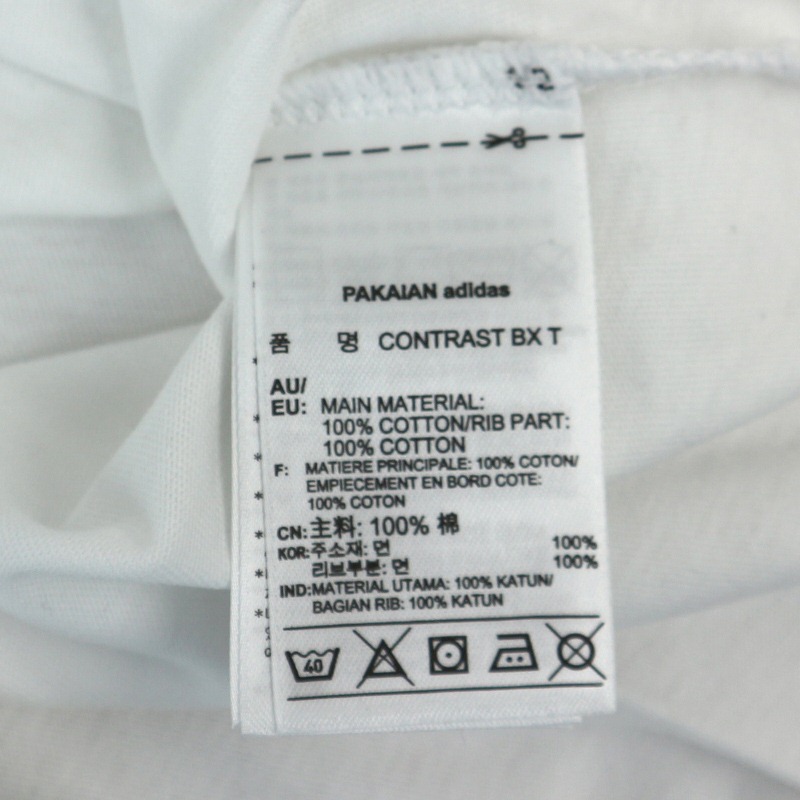 PAKAIAN adidas
품 명 CONTRAST BX T
AU/
EU: MAIN MATERIAL:
100% COTTON/RIB PART:
100% COTTON
F: MATIERE PRINCIPALE: 100% COTON/
EMPIECEMENT EN BORD COTE:
100% COTON
CN: 主料: 100% 棉
KOR: 주소재: 면 100%
리브부분: 면 100%
IND: MATERIAL UTAMA: 100% KATUN/
BAGIAN RIB: 100% KATUN
40